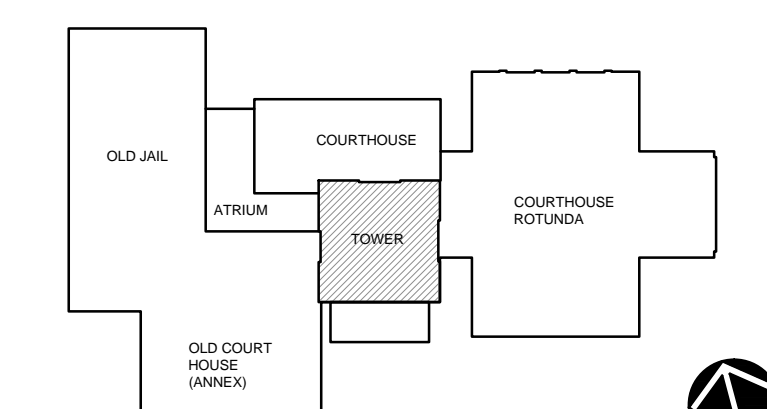 COURTHOUSE
OLD JAIL
COURTHOUSE
ROTUNDA
ATRIUM
TOWER
OLD COURT
HOUSE
(ANNEX)